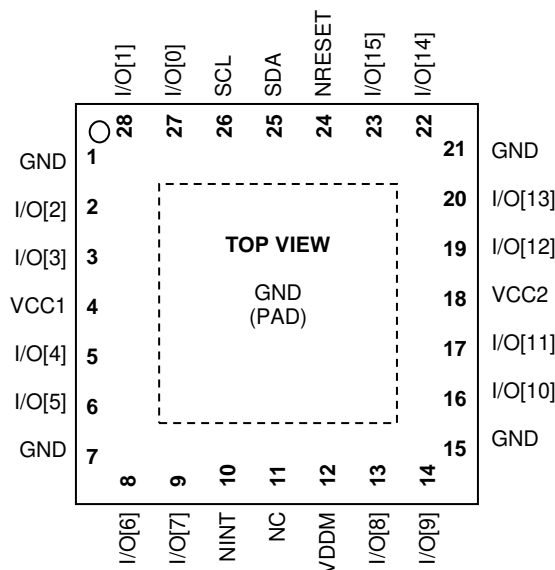 I/O[1] I/O[0] SCL SDA NRESET I/O[15] I/O[14]
28 27 26 25 24 23 22
GND 1 21 GND
I/O[2] 2 20 I/O[13]
I/O[3] 3 19 I/O[12]
TOP VIEW
VCC1 4 18 VCC2
GND
(PAD)
I/O[4] 5 17 I/O[11]
I/O[5] 6 16 I/O[10]
GND 7 15 GND
8 9 10 11 12 13 14
I/O[6] I/O[7] NINT NC VDDM I/O[8] I/O[9]